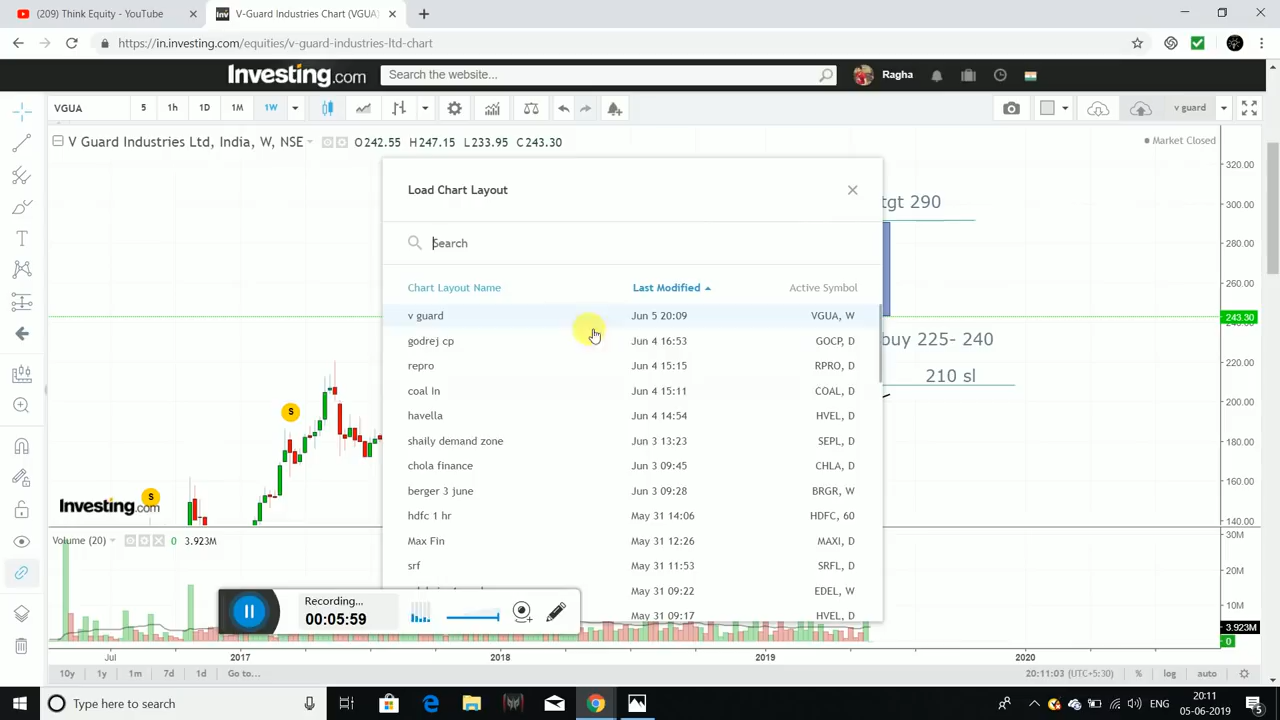 (209) Think Equity - YouTube
V-Guard Industries Chart (VGUA)
https://in.investing.com/equities/v-guard-industries-ltd-chart
Investing.com
Search the website...
Ragha
VGUA
5
1h
1D
1M
1W
v guard
V Guard Industries Ltd, India, W, NSE
O242.55 H247.15 L233.95 C243.30
Market Closed
320.00
300.00
280.00
260.00
243.30
220.00
200.00
180.00
160.00
140.00
tgt 290
buy 225- 240
210 sl
Load Chart Layout
Search
Chart Layout Name Last Modified Active Symbol
v guard Jun 5 20:09 VGUA, W
godrej cp Jun 4 16:53 GOCP, D
repro Jun 4 15:15 RPRO, D
coal in Jun 4 15:11 COAL, D
havella Jun 4 14:54 HVEL, D
shaily demand zone Jun 3 13:23 SEPL, D
chola finance Jun 3 09:45 CHLA, D
berger 3 june Jun 3 09:28 BRGR, W
hdfc 1 hr May 31 14:06 HDFC, 60
Max Fin May 31 12:26 MAXI, D
srf May 31 11:53 SRFL, D
May 31 09:22 EDEL, W
May 31 09:17 HVEL, D
S
S
Investing.com
Volume (20) 0 3.923M
30M
10M
3.923M
0
Recording...
00:05:59
Jul 2017 2018 2019 2020
10y 1y 1m 7d 1d Go to...
20:11:03 (UTC+5:30) % log auto
Type here to search
ENG
20:11
05-06-2019
5